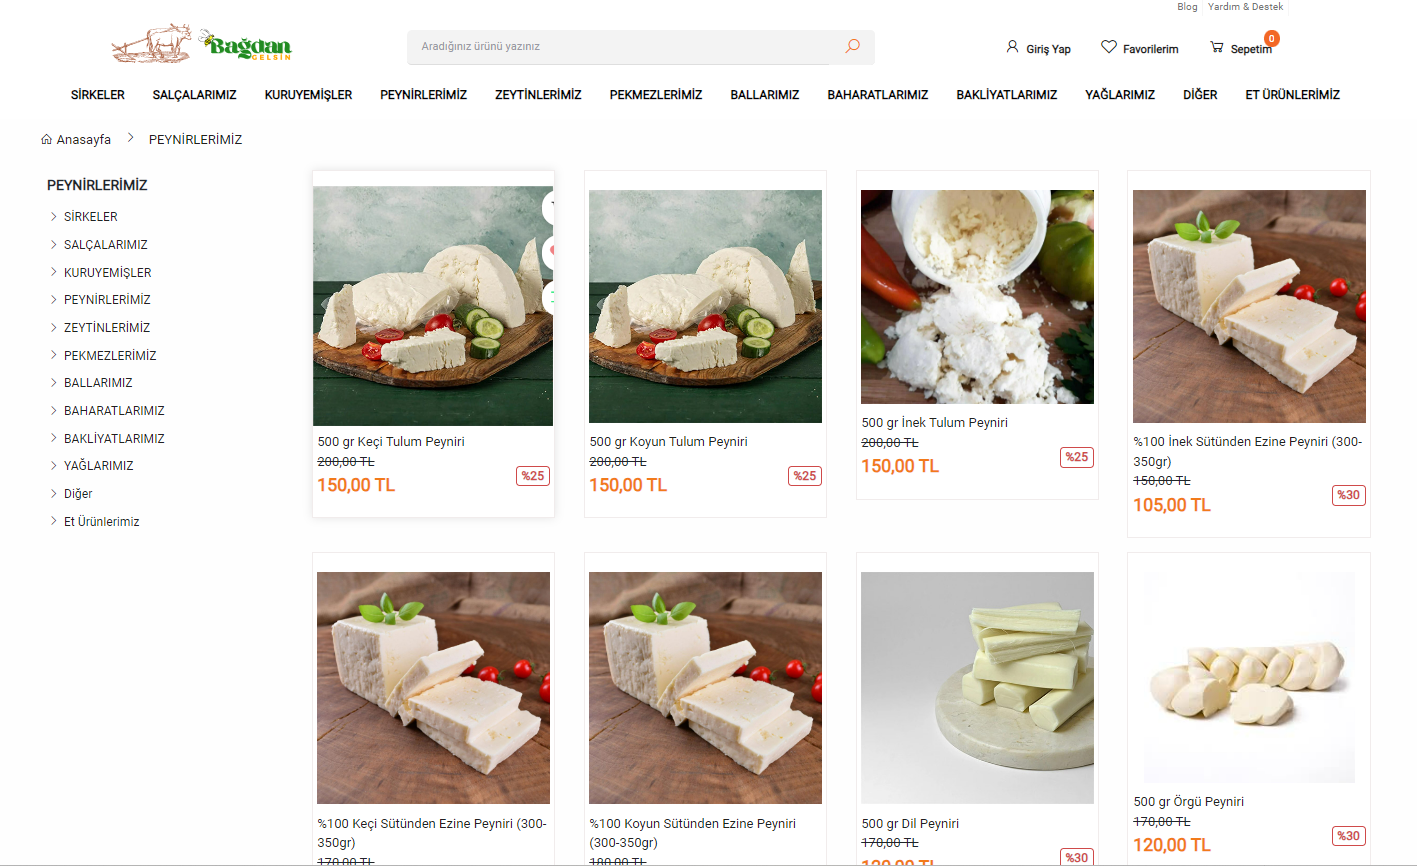 Blog Yardım & Destek
Bağdan
GELSİN
Aradığınız ürünü yazınız
Giriş Yap
Favorilerim
Sepetim
0
SİRKELER SALÇALARIMIZ KURUYEMİŞLER PEYNİRLERİMİZ ZEYTİNLERİMİZ PEKMEZLERİMİZ BALLARIMIZ BAHARATLARIMIZ BAKLİYATLARIMIZ YAĞLARIMIZ DİĞER ET ÜRÜNLERİMİZ
Anasayfa PEYNİRLERİMİZ
PEYNİRLERİMİZ
SİRKELER
SALÇALARIMIZ
KURUYEMİŞLER
PEYNİRLERİMİZ
ZEYTİNLERİMİZ
PEKMEZLERİMİZ
BALLARIMIZ
BAHARATLARIMIZ
BAKLİYATLARIMIZ
YAĞLARIMIZ
Diğer
Et Ürünlerimiz
500 gr Keçi Tulum Peyniri
200,00 TL
%25
150,00 TL
500 gr Koyun Tulum Peyniri
200,00 TL
%25
150,00 TL
500 gr İnek Tulum Peyniri
200,00 TL
%25
150,00 TL
%100 İnek Sütünden Ezine Peyniri (300-
350gr)
150,00 TL
%30
105,00 TL
%100 Keçi Sütünden Ezine Peyniri (300-
350gr)
170,00 TL
%100 Koyun Sütünden Ezine Peyniri
(300-350gr)
180,00 TL
500 gr Dil Peyniri
170,00 TL
%30
120,00 TL
500 gr Örgü Peyniri
170,00 TL
%30
120,00 TL